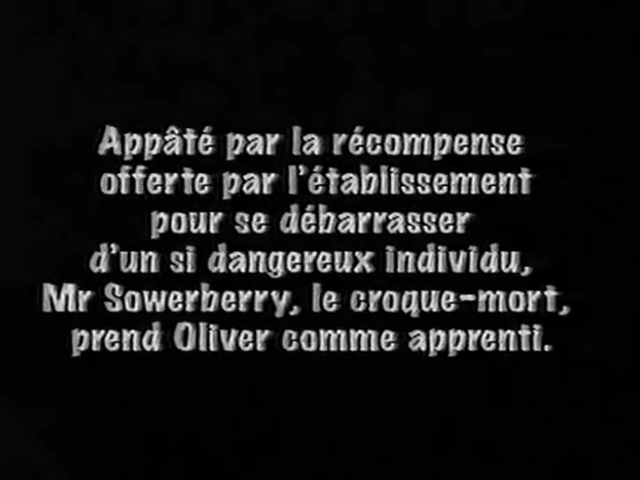 Appâté par la récompense
offerte par l'établissement
pour se débarrasser
d'un si dangereux individu,
Mr Sowerberry, le croque-mort,
prend Oliver comme apprenti.